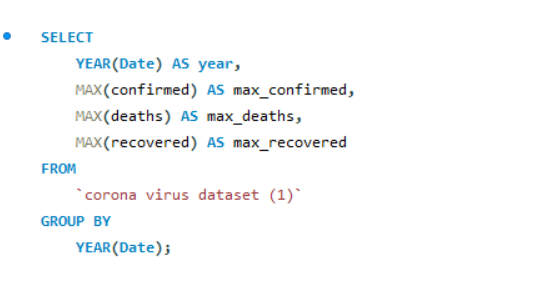 SELECT
YEAR(Date) AS year,
MAX(confirmed) AS max_confirmed,
MAX(deaths) AS max_deaths,
MAX(recovered) AS max_recovered
FROM
`corona virus dataset (1)`
GROUP BY
YEAR(Date);